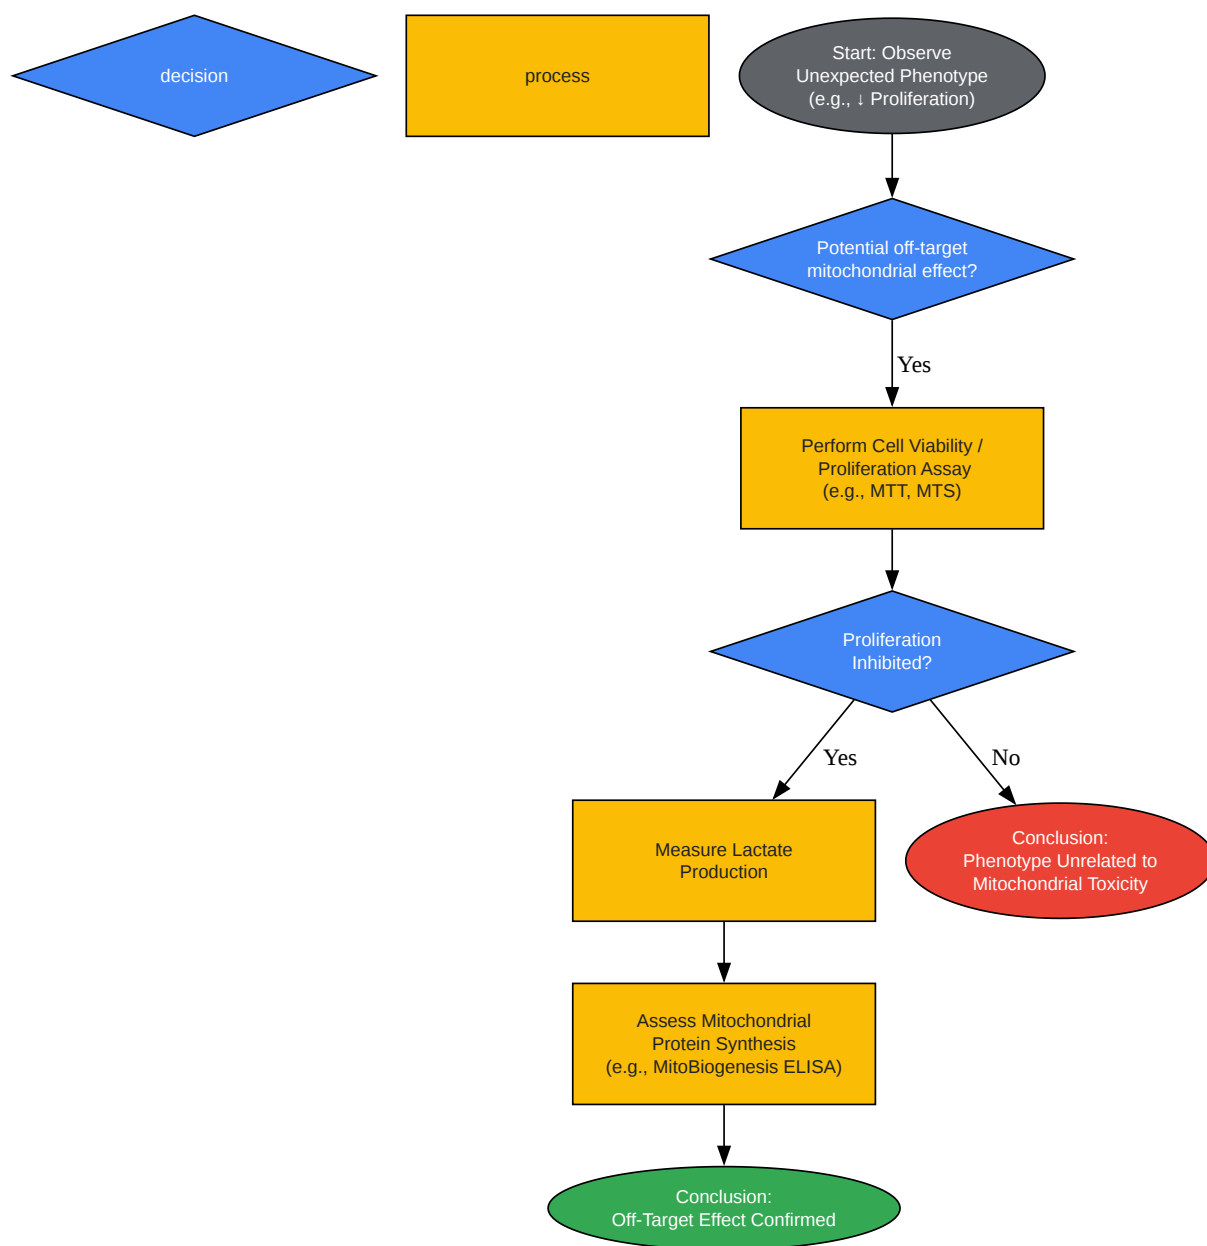 decision
process
Start: Observe
Unexpected Phenotype
(e.g., ↓ Proliferation)
Potential off-target
mitochondrial effect?
Yes
Perform Cell Viability /
Proliferation Assay
(e.g., MTT, MTS)
Proliferation
Inhibited?
Yes
No
Measure Lactate
Production
Conclusion:
Phenotype Unrelated to
Mitochondrial Toxicity
Assess Mitochondrial
Protein Synthesis
(e.g., MitoBiogenesis ELISA)
Conclusion:
Off-Target Effect Confirmed